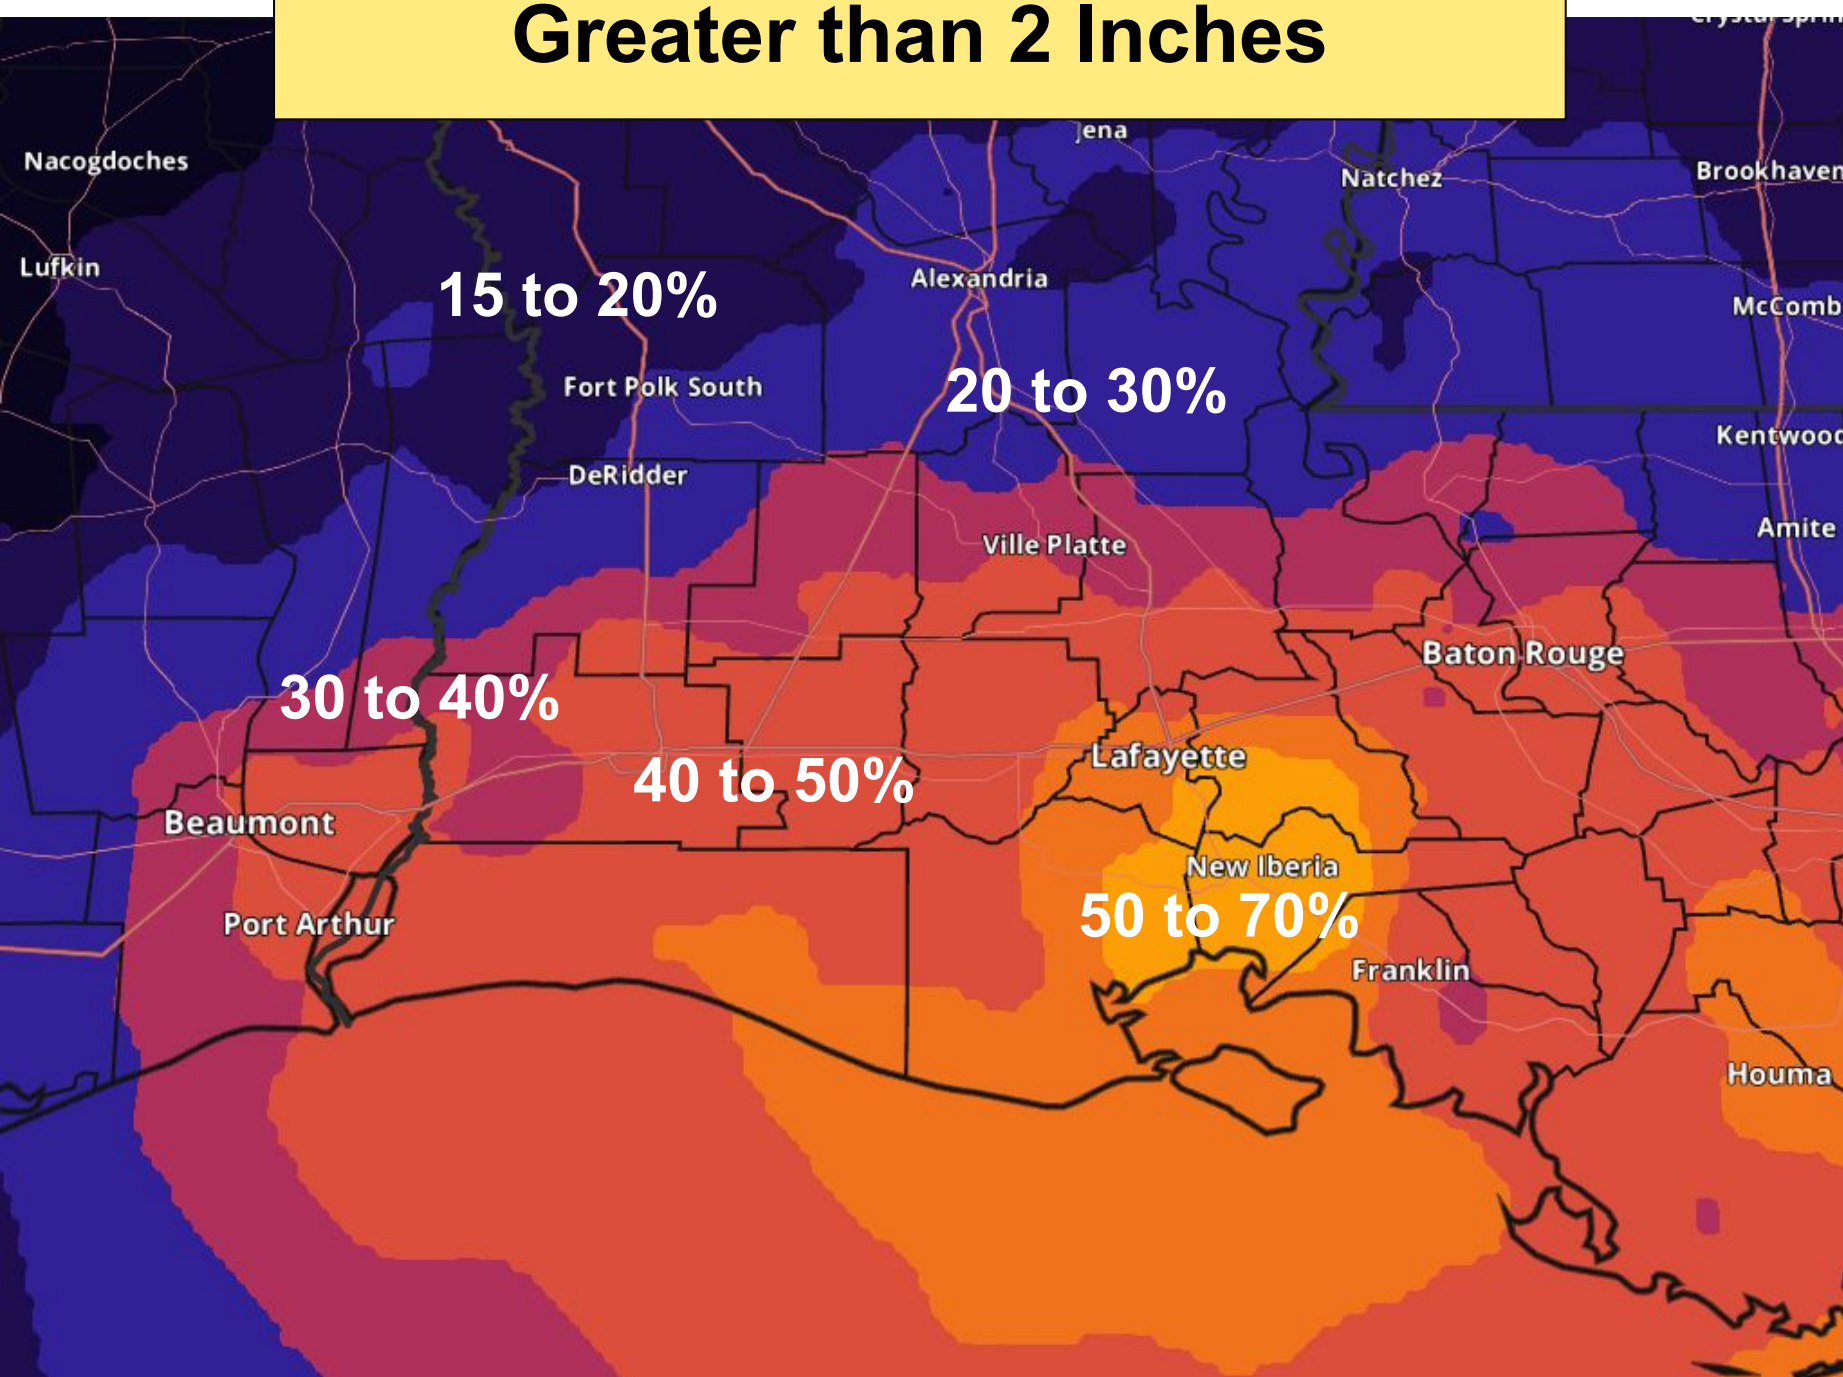 Greater than 2 Inches
Jena
Nacogdoches
Natchez
Brookhaven
Lufkin
Alexandria
15 to 20%
McComb
Fort Polk South
20 to 30%
Kentwood
DeRidder
Amite
Ville Platte
Baton Rouge
30 to 40%
Lafayette
40 to 50%
Beaumont
New Iberia
50 to 70%
Port Arthur
Franklin
Houma